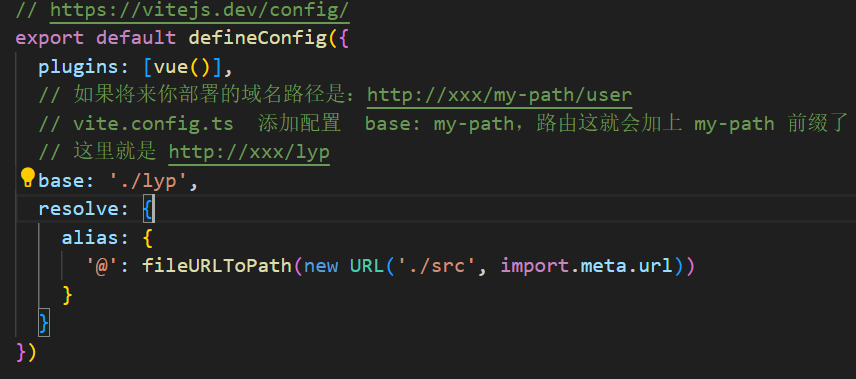 // https://vitejs.dev/config/
export default defineConfig({
  plugins: [vue()],
  // 如果将来你部署的域名路径是：http://xxx/my-path/user
  // vite.config.ts  添加配置  base: my-path，路由这就会加上 my-path 前缀了
  // 这里就是 http://xxx/lyp
  base: './lyp',
  resolve: {
    alias: {
      '@': fileURLToPath(new URL('./src', import.meta.url))
    }
  }
})